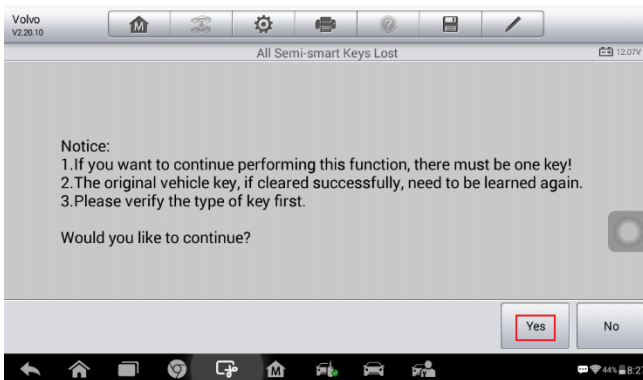 Volvo
V2.20.10
All Semi-smart Keys Lost
12.07V
Notice:
1.If you want to continue performing this function, there must be one key!
2.The original vehicle key, if cleared successfully, need to be learned again.
3.Please verify the type of key first.
Would you like to continue?
Yes
No
M
M
44%